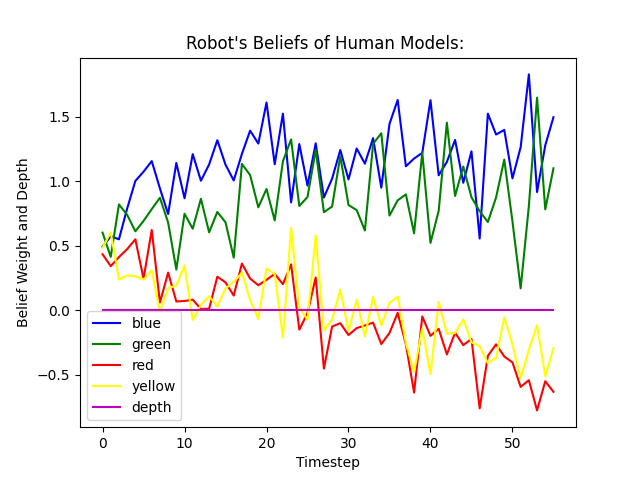 Robot's Beliefs of Human Models:
Belief Weight and Depth
1.5
1.0
0.5
0.0
−0.5
blue
green
red
yellow
depth
0 10 20 30 40 50
Timestep